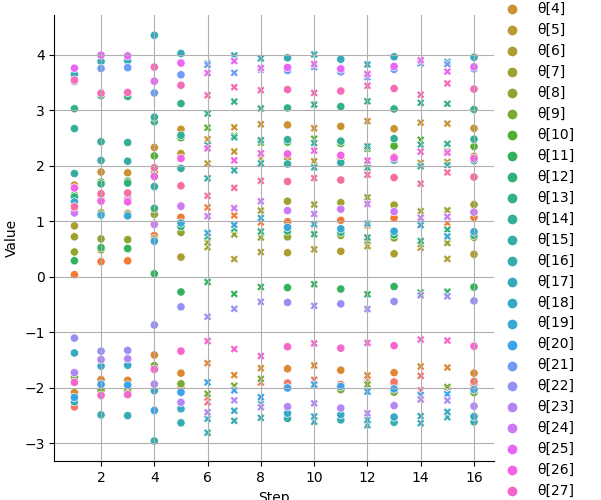 4
3
2
1
0
−1
−2
−3
Value
2
4
6
8
10
12
14
16
Step
θ[4]
θ[5]
θ[6]
θ[7]
θ[8]
θ[9]
θ[10]
θ[11]
θ[12]
θ[13]
θ[14]
θ[15]
θ[16]
θ[17]
θ[18]
θ[19]
θ[20]
θ[21]
θ[22]
θ[23]
θ[24]
θ[25]
θ[26]
θ[27]